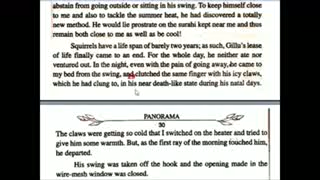 abstain from going outside or sitting in his swing. To keep himself close
to me and also to tackle the summer heat, he had discovered a totally
new method. He would lie prostrate on the surahi kept near me and thus
remain both close to me as well as be cool!
Squirrels have a life span of barely two years; as such, Gillu's lease
of life finally came to an end. For the whole day, he neither ate nor
ventured out. In the night, even with the pain of going away, he came to
my bed from the swing, and clutched the same finger with his icy claws,
which he had clung to, in his near death-like state during his natal days.
PANORAMA
30
The claws were getting so cold that I switched on the heater and tried to
give him some warmth. But, as the first ray of the morning touched him,
he departed.
His swing was taken off the hook and the opening made in the
wire-mesh window was closed.